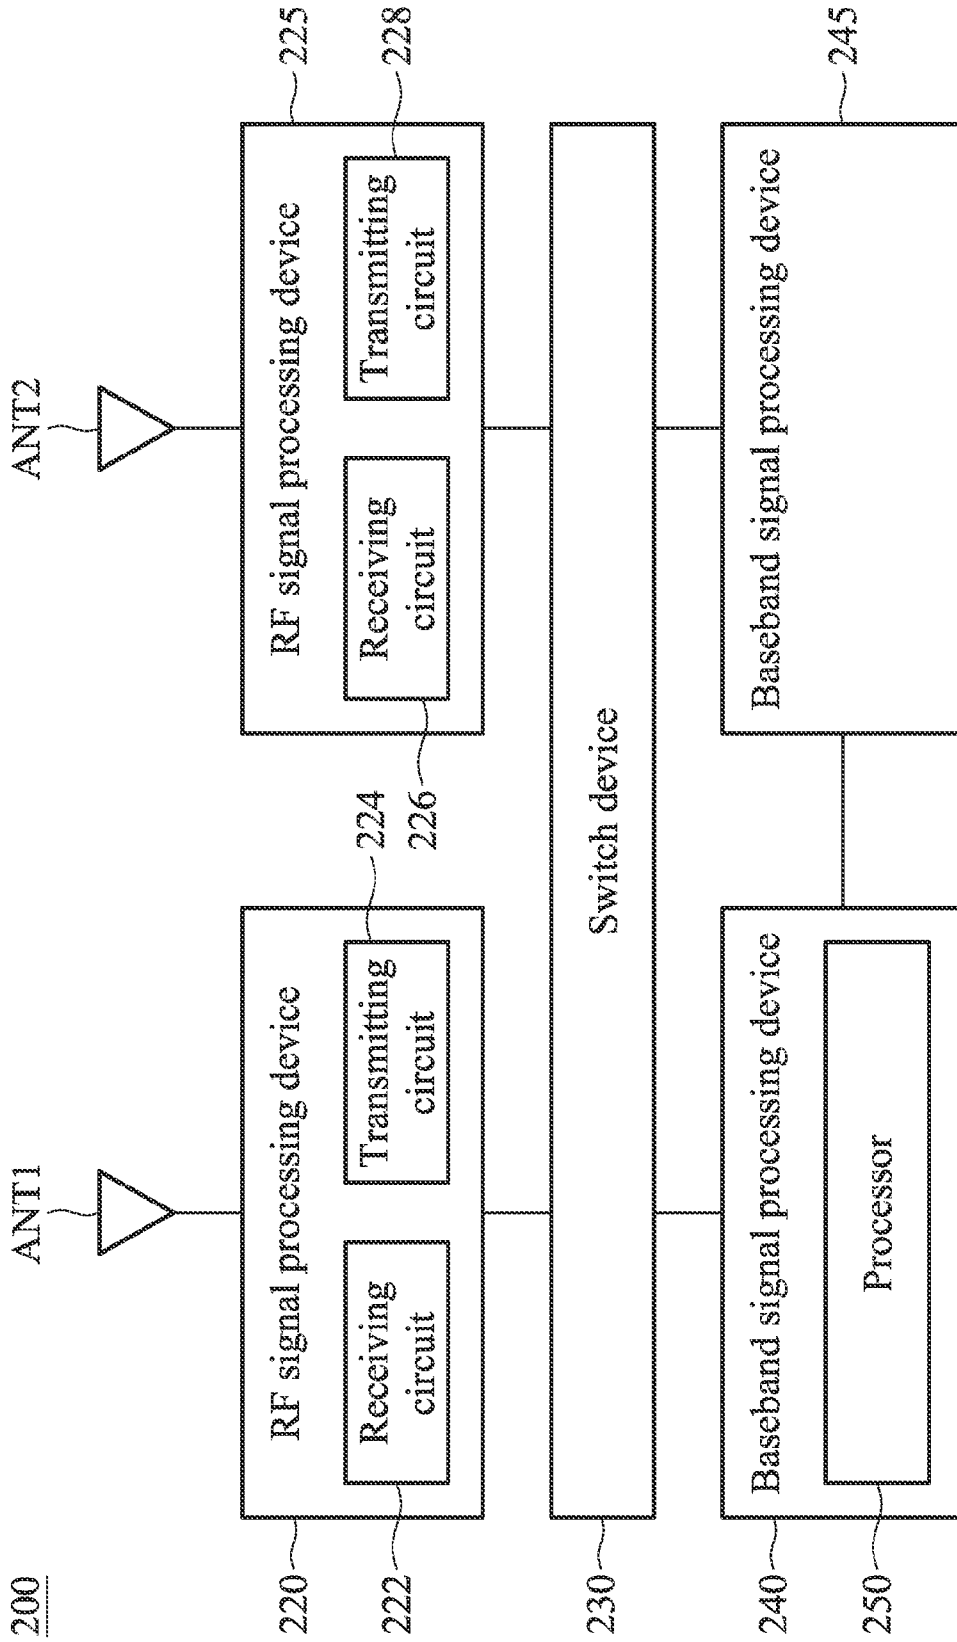 200
ANT1
ANT2
220
RF signal processing device
222
Receiving
circuit
Transmitting
circuit
224
RF signal processing device
225
226
Receiving
circuit
Transmitting
circuit
228
230
Switch device
240
Baseband signal processing device
250
Processor
Baseband signal processing device
245